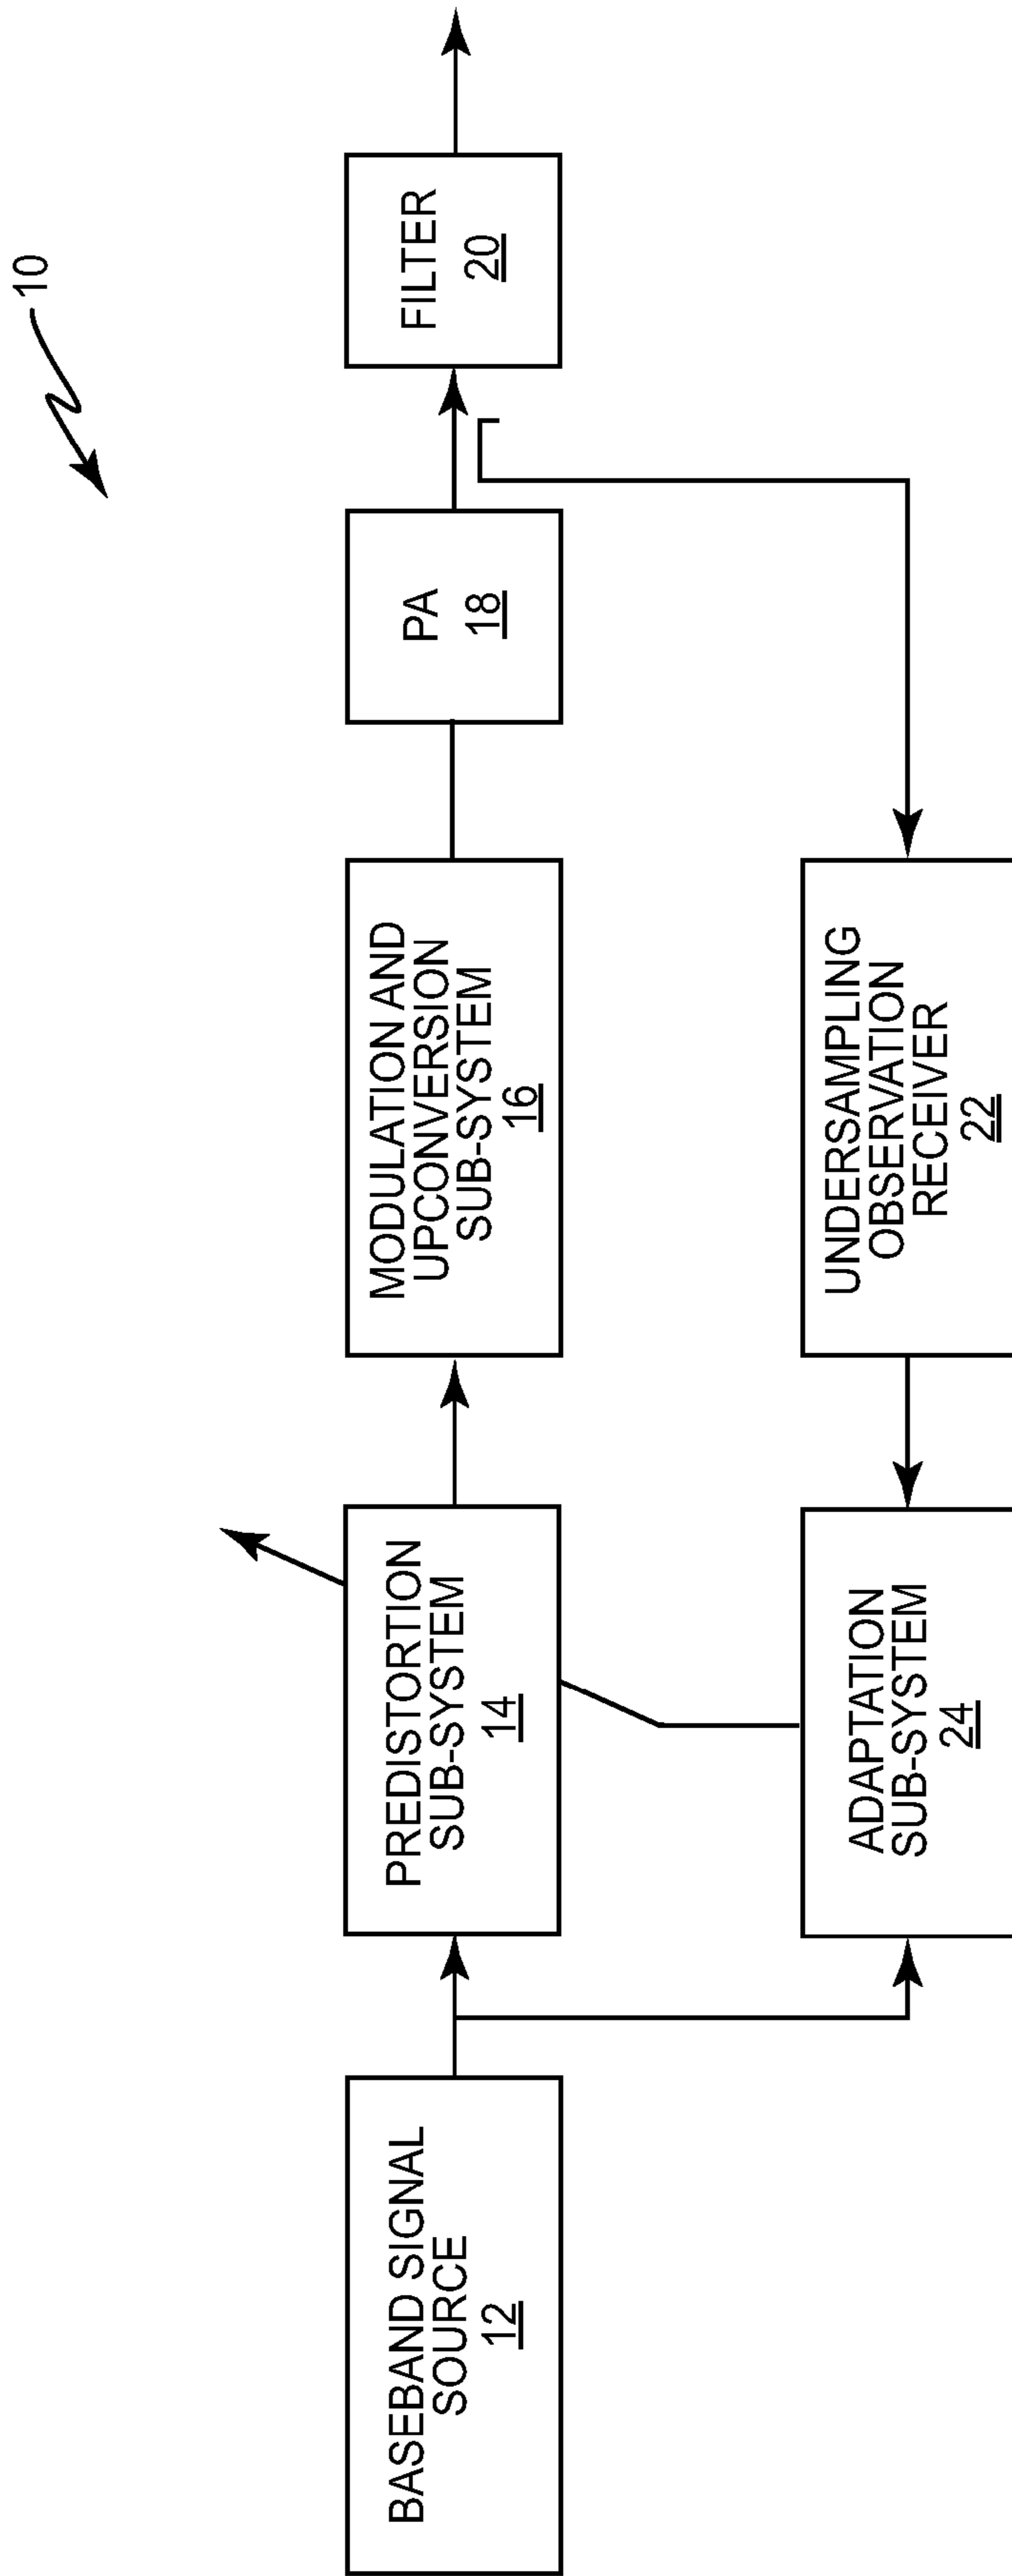 10
BASEBAND SIGNAL
SOURCE
12
PREDISTORTION
SUB-SYSTEM
14
MODULATION AND
UPCONVERSION
SUB-SYSTEM
16
PA
18
FILTER
20
ADAPTATION
SUB-SYSTEM
24
UNDERSAMPLING
OBSERVATION
RECEIVER
22